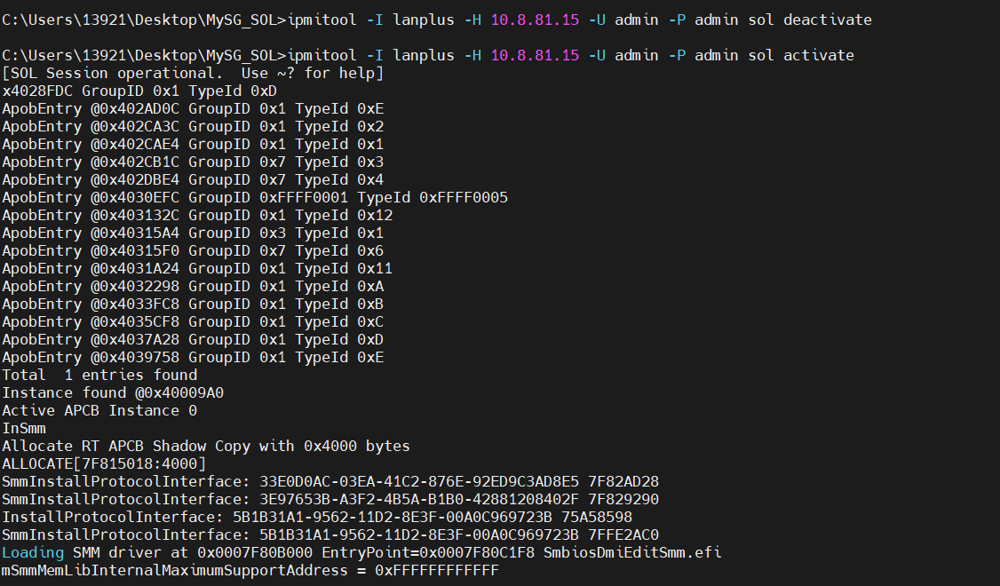 C:\Users\13921\Desktop\MySG_SOL>ipmitool -I lanplus -H 10.8.81.15 -U admin -P admin sol deactivate
C:\Users\13921\Desktop\MySG_SOL>ipmitool -I lanplus -H 10.8.81.15 -U admin -P admin sol activate
[SOL Session operational.  Use ~? for help]
x4028FDC GroupID 0x1 TypeId 0xD
ApobEntry @0x402AD0C GroupID 0x1 TypeId 0xE
ApobEntry @0x402CA3C GroupID 0x1 TypeId 0x2
ApobEntry @0x402CAE4 GroupID 0x1 TypeId 0x1
ApobEntry @0x402CB1C GroupID 0x7 TypeId 0x3
ApobEntry @0x402DBE4 GroupID 0x7 TypeId 0x4
ApobEntry @0x4030EFC GroupID 0xFFFF0001 TypeId 0xFFFF0005
ApobEntry @0x403132C GroupID 0x1 TypeId 0x12
ApobEntry @0x40315A4 GroupID 0x3 TypeId 0x1
ApobEntry @0x40315F0 GroupID 0x7 TypeId 0x6
ApobEntry @0x4031A24 GroupID 0x1 TypeId 0x11
ApobEntry @0x4032298 GroupID 0x1 TypeId 0xA
ApobEntry @0x4033FC8 GroupID 0x1 TypeId 0xB
ApobEntry @0x4035CF8 GroupID 0x1 TypeId 0xC
ApobEntry @0x4037A28 GroupID 0x1 TypeId 0xD
ApobEntry @0x4039758 GroupID 0x1 TypeId 0xE
Total  1 entries found
Instance found @0x40009A0
Active APCB Instance 0
InSmm
Allocate RT APCB Shadow Copy with 0x4000 bytes
ALLOCATE[7F815018:4000]
SmmInstallProtocolInterface: 33E0D0AC-03EA-41C2-876E-92ED9C3AD8E5 7F82AD28
SmmInstallProtocolInterface: 3E97653B-A3F2-4B5A-B1B0-42881208402F 7F829290
InstallProtocolInterface: 5B1B31A1-9562-11D2-8E3F-00A0C969723B 75A58598
SmmInstallProtocolInterface: 5B1B31A1-9562-11D2-8E3F-00A0C969723B 7FFE2AC0
Loading SMM driver at 0x0007F80B000 EntryPoint=0x0007F80C1F8 SmbiosDmiEditSmm.efi
mSmmMemLibInternalMaximumSupportAddress = 0xFFFFFFFFFFFF